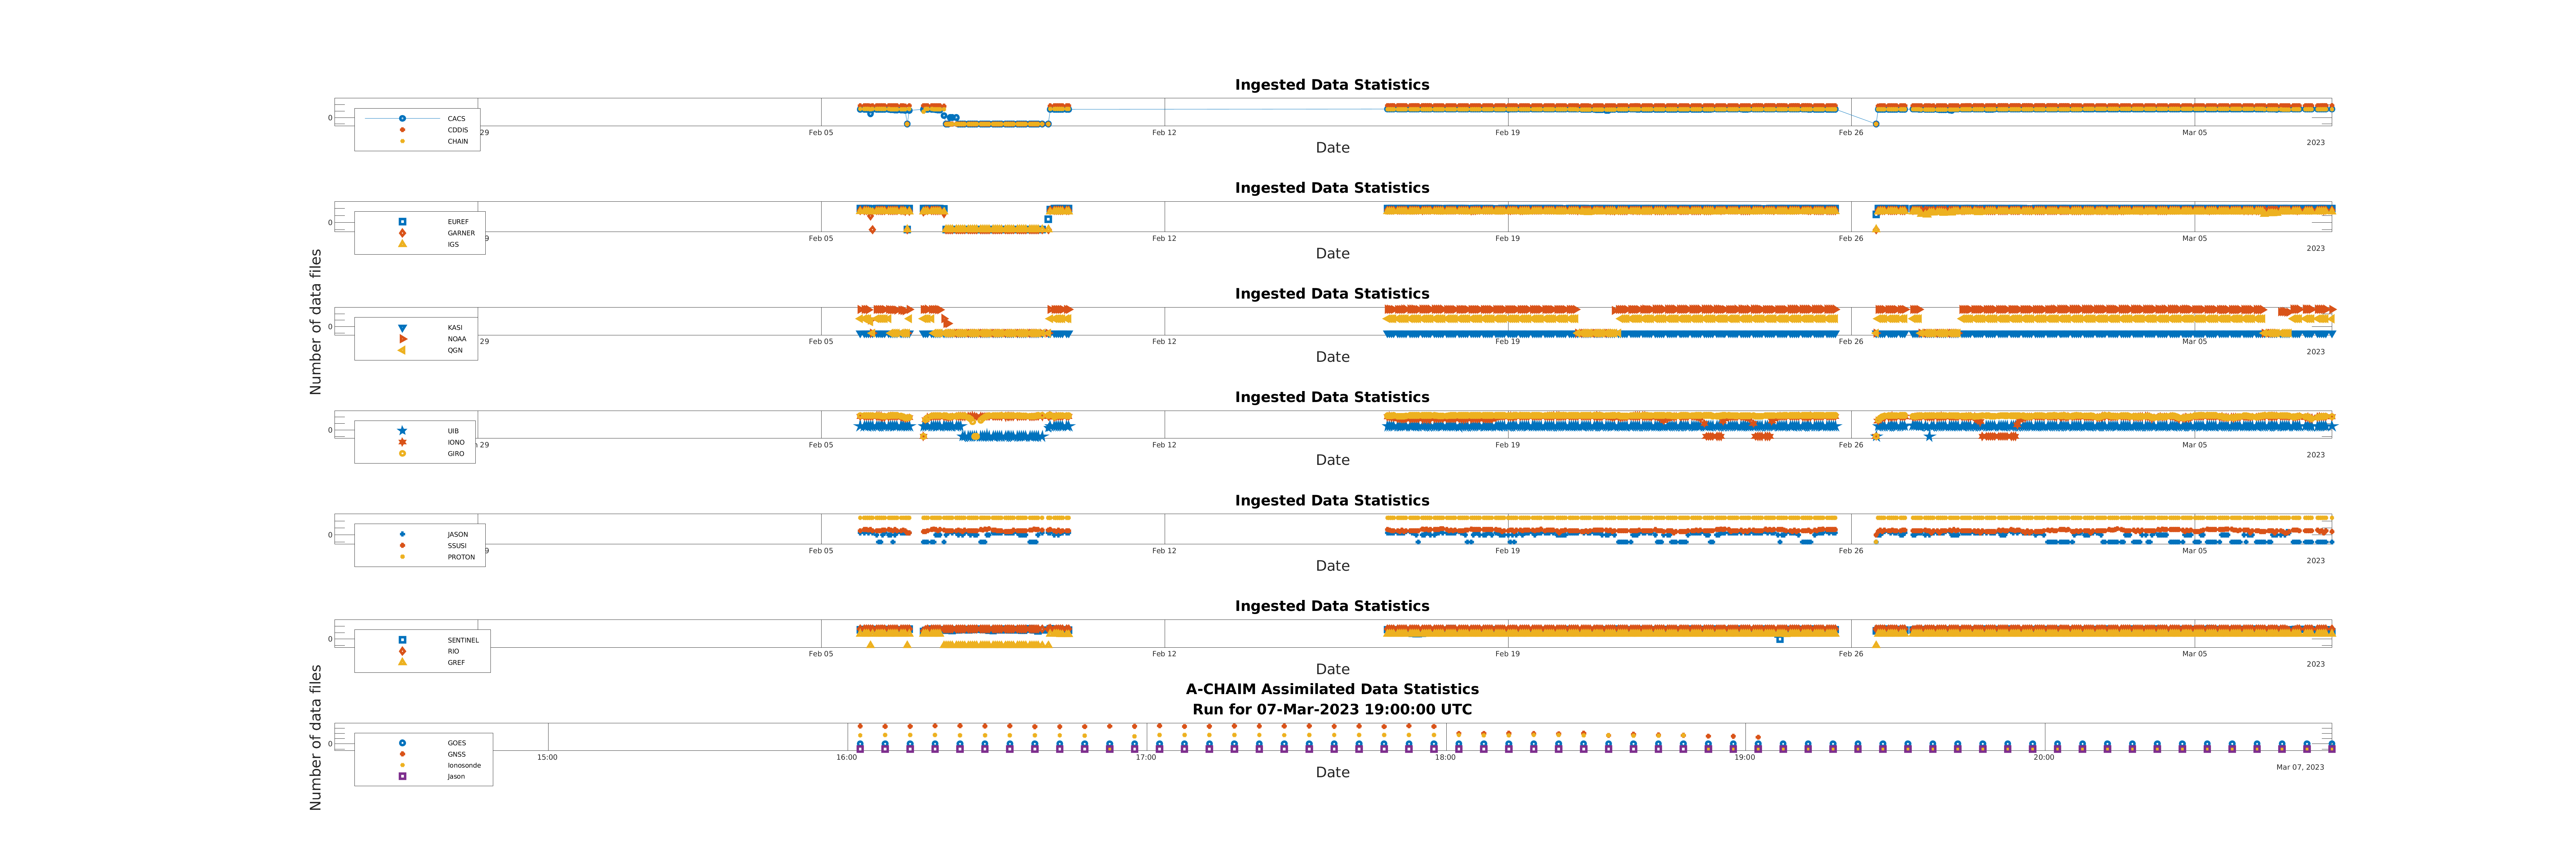 Ingested Data Statistics
0
CACS
CDDIS
CHAIN
29 Feb 05 Feb 12 Feb 19 Feb 26 Mar 05
2023
Date
Ingested Data Statistics
0
EUREF
GARNER
IGS
9 Feb 05 Feb 12 Feb 19 Feb 26 Mar 05
2023
Date
Number of data files
Ingested Data Statistics
0
KASI
NOAA
QGN
29 Feb 05 Feb 12 Feb 19 Feb 26 Mar 05
2023
Date
Ingested Data Statistics
0
UIB
IONO
GIRO
29 Feb 05 Feb 12 Feb 19 Feb 26 Mar 05
2023
Date
Ingested Data Statistics
0
JASON
SSUSI
PROTON
9 Feb 05 Feb 12 Feb 19 Feb 26 Mar 05
2023
Date
Ingested Data Statistics
0
SENTINEL
RIO
GREF
Feb 05 Feb 12 Feb 19 Feb 26 Mar 05
2023
Date
Number of data files
A-CHAIM Assimilated Data Statistics
Run for 07-Mar-2023 19:00:00 UTC
0
GOES
GNSS
Ionosonde
Jason
15:00 16:00 17:00 18:00 19:00 20:00
Mar 07, 2023
Date